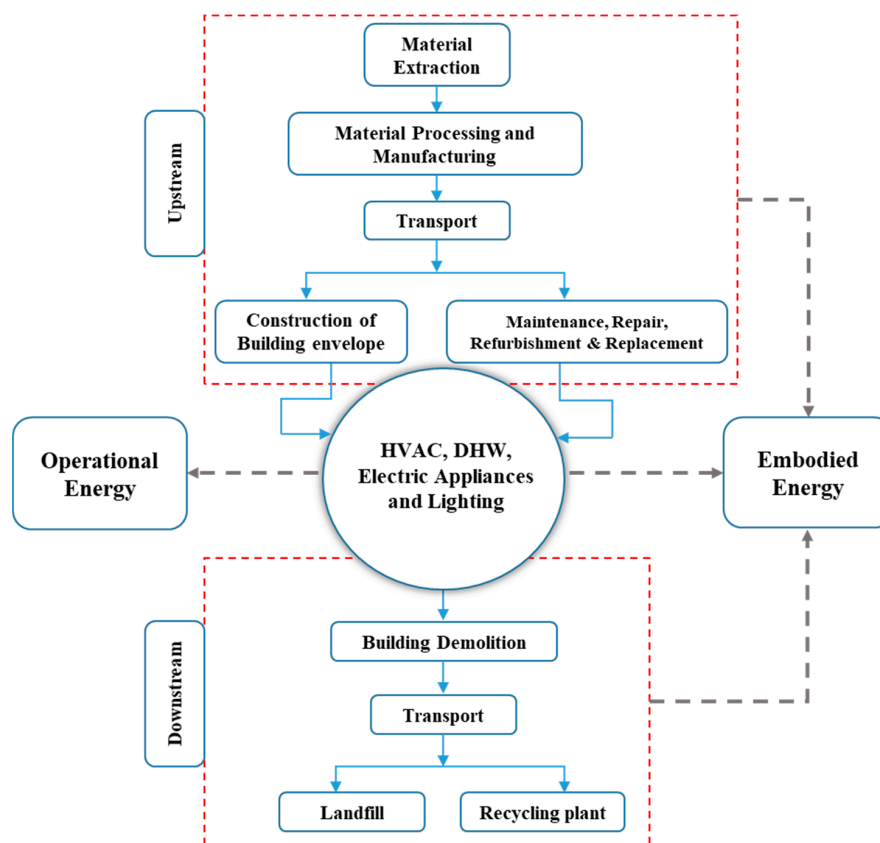 Material
Extraction
Upstream
Material Processing and
Manufacturing
Transport
Construction of
Building envelope
Maintenance, Repair,
Refurbishment & Replacement
Operational
Energy
HVAC, DHW,
Electric Appliances
and Lighting
Embodied
Energy
Downstream
Building Demolition
Transport
Landfill
Recycling plant